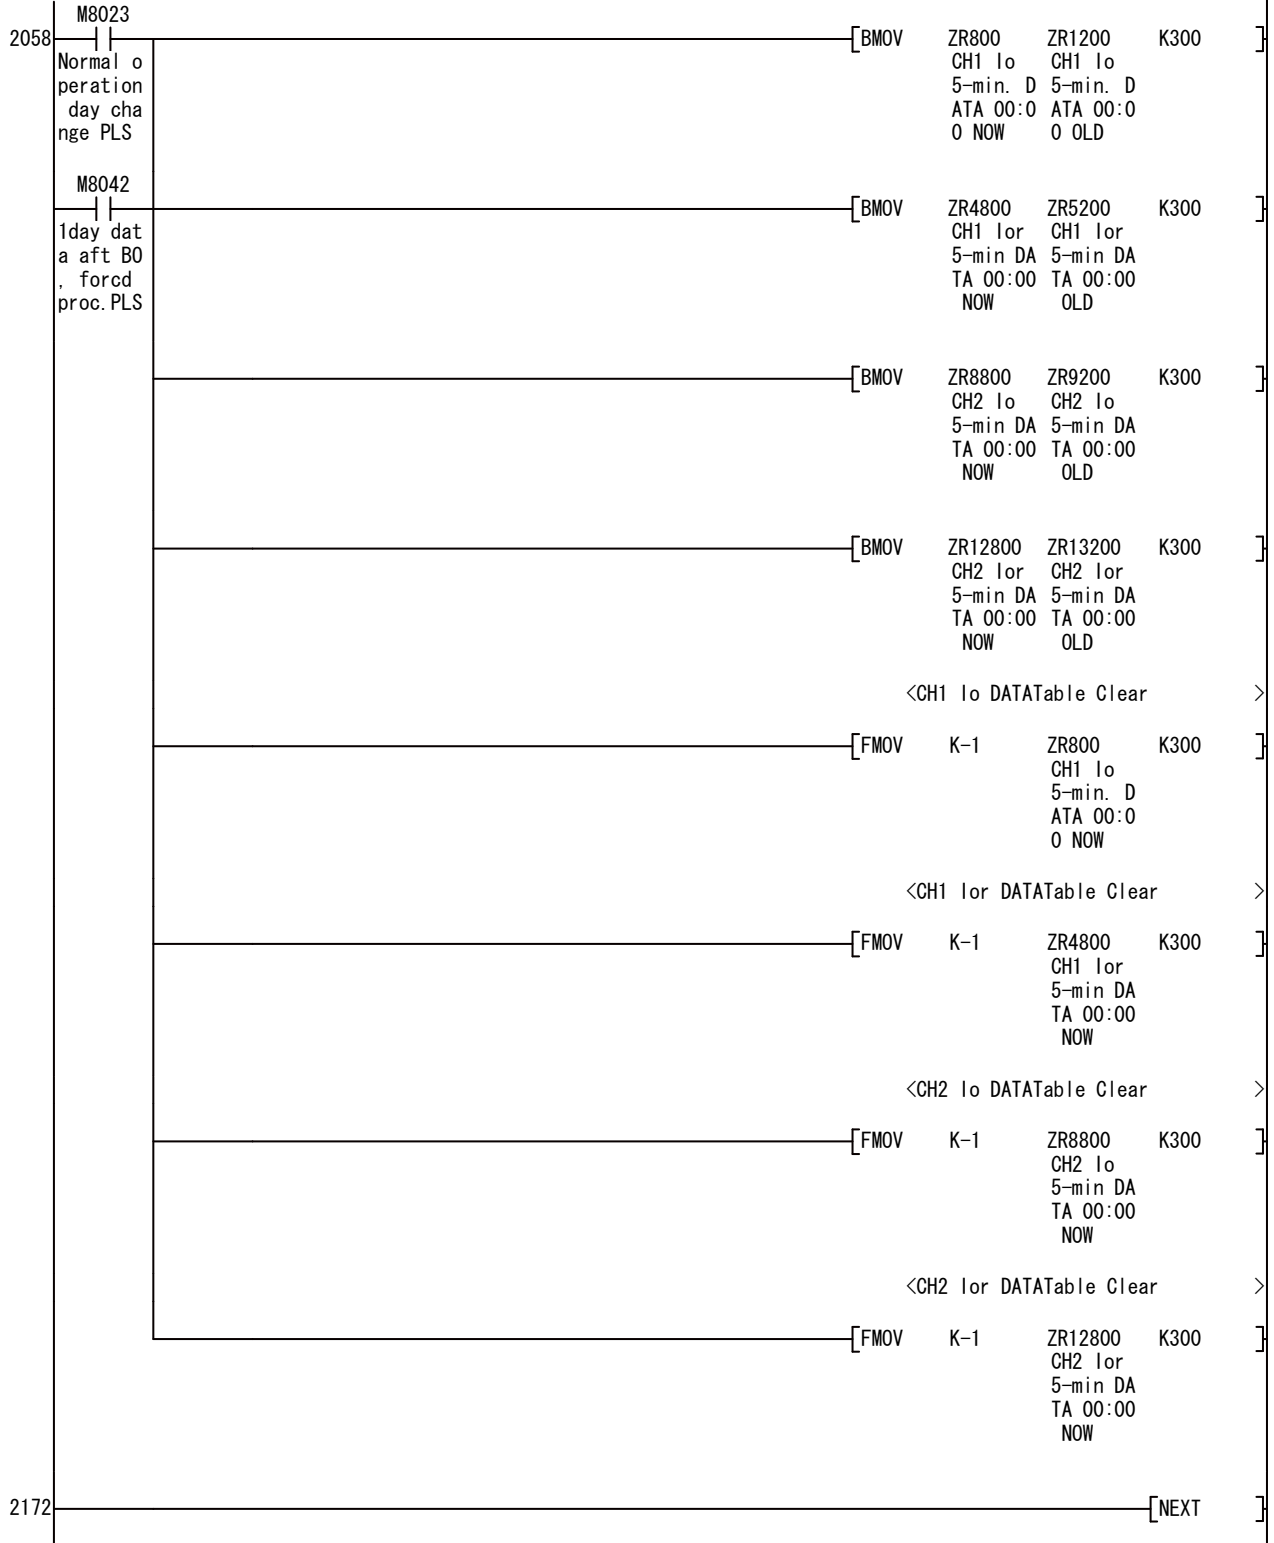 M8023
2058 BMOV ZR800 ZR1200 K300
Normal o CH1 Io CH1 Io
peration 5-min. D 5-min. D
day cha ATA 00:0 ATA 00:0
nge PLS 0 NOW 0 OLD
M8042
BMOV ZR4800 ZR5200 K300
1day dat CH1 Ior CH1 Ior
a aft BO 5-min DA 5-min DA
, forcd TA 00:00 TA 00:00
proc.PLS NOW OLD
BMOV ZR8800 ZR9200 K300
CH2 Io CH2 Io
5-min DA 5-min DA
TA 00:00 TA 00:00
NOW OLD
BMOV ZR12800 ZR13200 K300
CH2 Ior CH2 Ior
5-min DA 5-min DA
TA 00:00 TA 00:00
NOW OLD
<CH1 Io DATATable Clear >
FMOV K-1 ZR800 K300
CH1 Io
5-min. D
ATA 00:0
0 NOW
<CH1 Ior DATATable Clear >
FMOV K-1 ZR4800 K300
CH1 Ior
5-min DA
TA 00:00
NOW
<CH2 Io DATATable Clear >
FMOV K-1 ZR8800 K300
CH2 Io
5-min DA
TA 00:00
NOW
<CH2 Ior DATATable Clear >
FMOV K-1 ZR12800 K300
CH2 Ior
5-min DA
TA 00:00
NOW
2172 NEXT